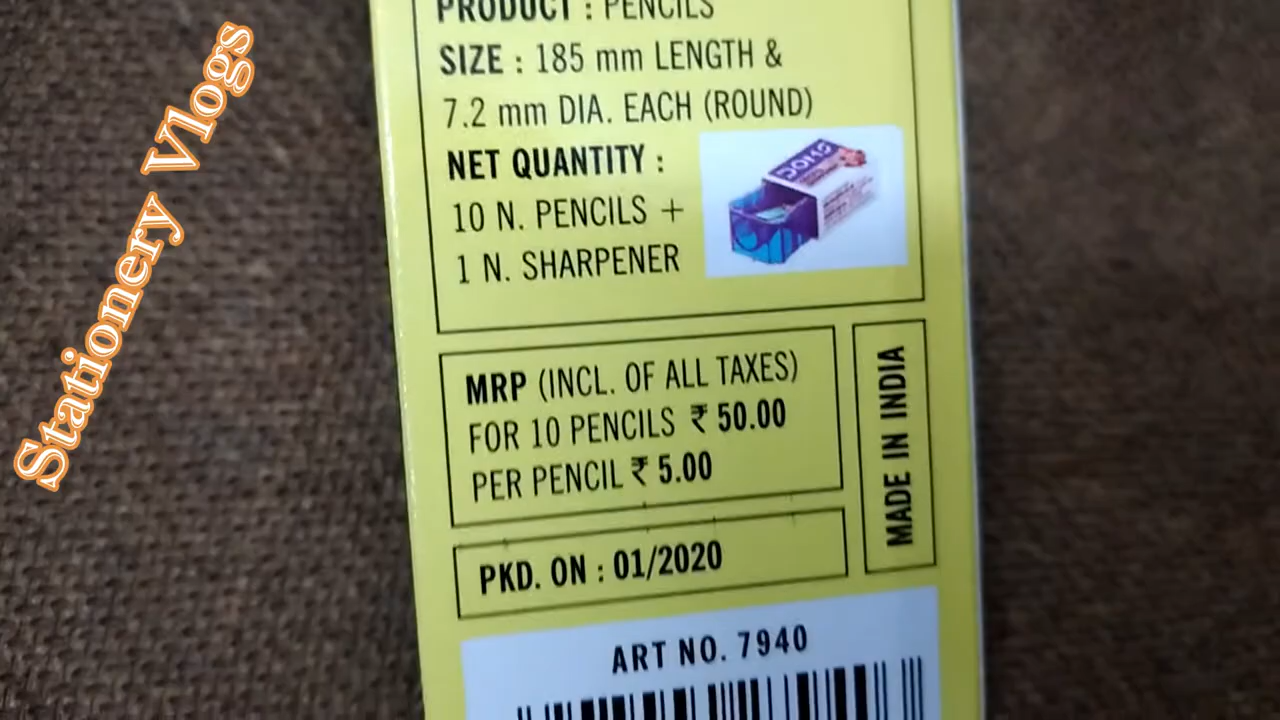 Stationery Vlogs
PRODUCT : PENCILS
SIZE : 185 mm LENGTH &
7.2 mm DIA. EACH (ROUND)
NET QUANTITY :
10 N. PENCILS +
1 N. SHARPENER
DOMS
MRP (INCL. OF ALL TAXES)
FOR 10 PENCILS ₹ 50.00
PER PENCIL ₹ 5.00
MADE IN INDIA
PKD. ON : 01/2020
ART NO. 7940